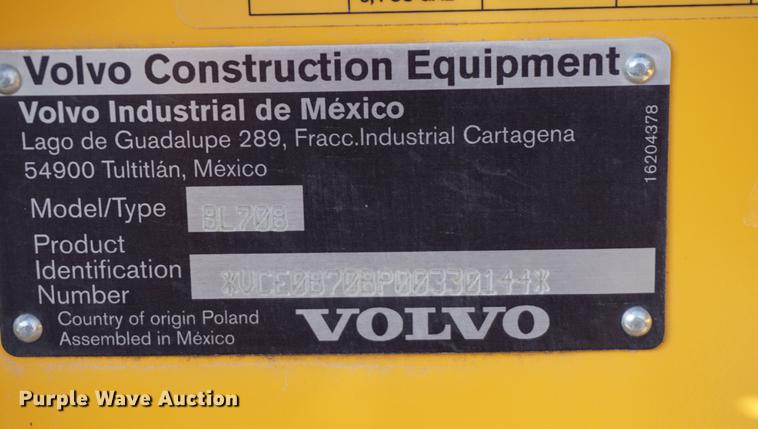 Volvo Construction Equipment
Volvo Industrial de México
Lago de Guadalupe 289, Fracc.Industrial Cartagena
54900 Tultitlán, México
16204378
Model/Type BL70B
Product
Identification
Number *VCE0B70BP00330144*
Country of origin Poland
Assembled in México
VOLVO
Purple Wave Auction